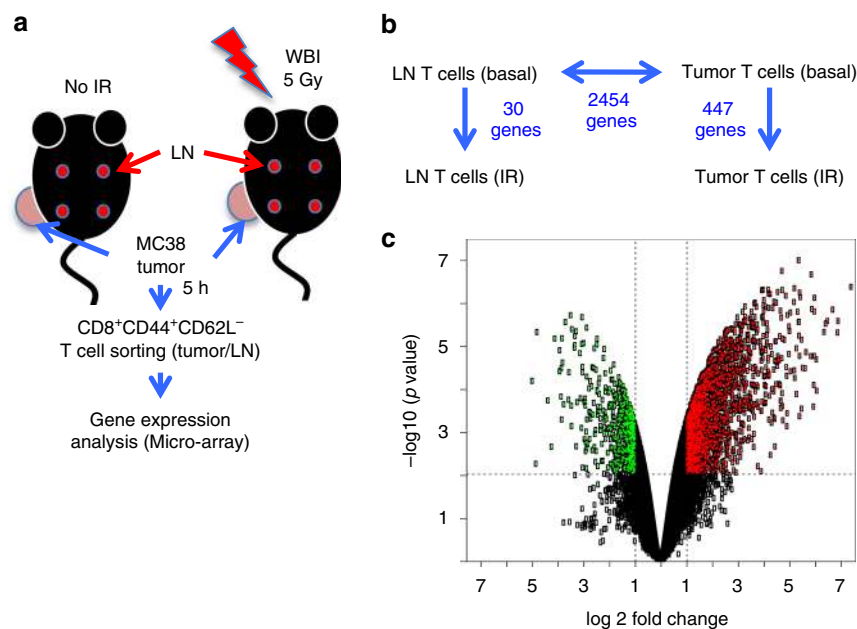 a
No IR
WBI
5 Gy
LN
MC38
tumor
5 h
CD8⁺CD44⁺CD62L⁻
T cell sorting (tumor/LN)
Gene expression
analysis (Micro-array)
b
LN T cells (basal)
Tumor T cells (basal)
30
genes
2454
genes
447
genes
LN T cells (IR)
Tumor T cells (IR)
c
7
5
3
1
–log10 (p value)
7 5 3 1 1 3 5 7
log 2 fold change